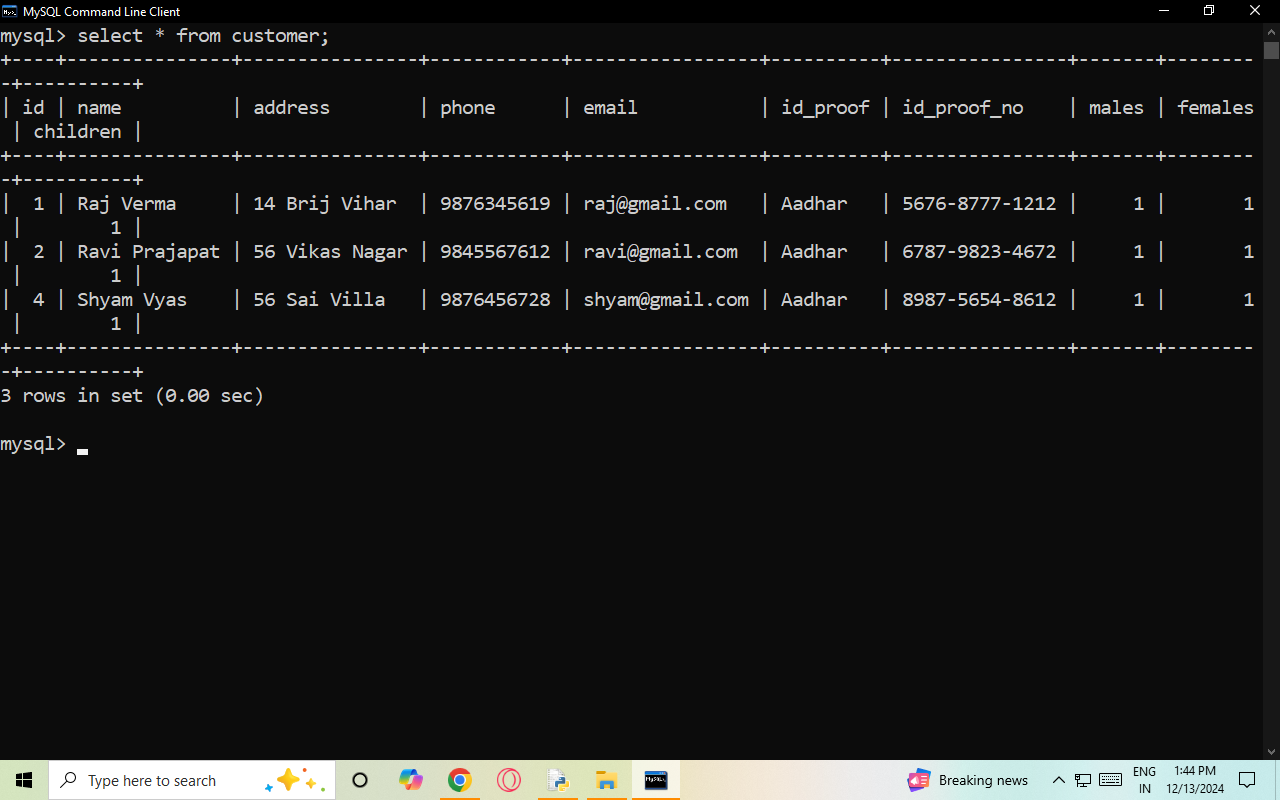 MySQL Command Line Client
mysql> select * from customer;
+----+---------------+----------------+------------+-----------------+----------+----------------+-------+--------
-+----------+
| id | name          | address        | phone      | email           | id_proof | id_proof_no    | males | females
 | children |
+----+---------------+----------------+------------+-----------------+----------+----------------+-------+--------
-+----------+
|  1 | Raj Verma     | 14 Brij Vihar  | 9876345619 | raj@gmail.com   | Aadhar   | 5676-8777-1212 |     1 |       1
 |        1 |
|  2 | Ravi Prajapat | 56 Vikas Nagar | 9845567612 | ravi@gmail.com  | Aadhar   | 6787-9823-4672 |     1 |       1
 |        1 |
|  4 | Shyam Vyas    | 56 Sai Villa   | 9876456728 | shyam@gmail.com | Aadhar   | 8987-5654-8612 |     1 |       1
 |        1 |
+----+---------------+----------------+------------+-----------------+----------+----------------+-------+--------
-+----------+
3 rows in set (0.00 sec)
mysql>
Type here to search
Breaking news
ENG
IN
1:44 PM
12/13/2024